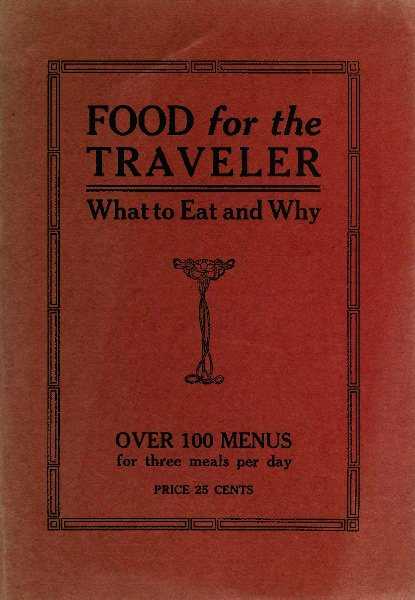 FOOD for the
TRAVELER
What to Eat and Why
OVER 100 MENUS
for three meals per day
PRICE 25 CENTS